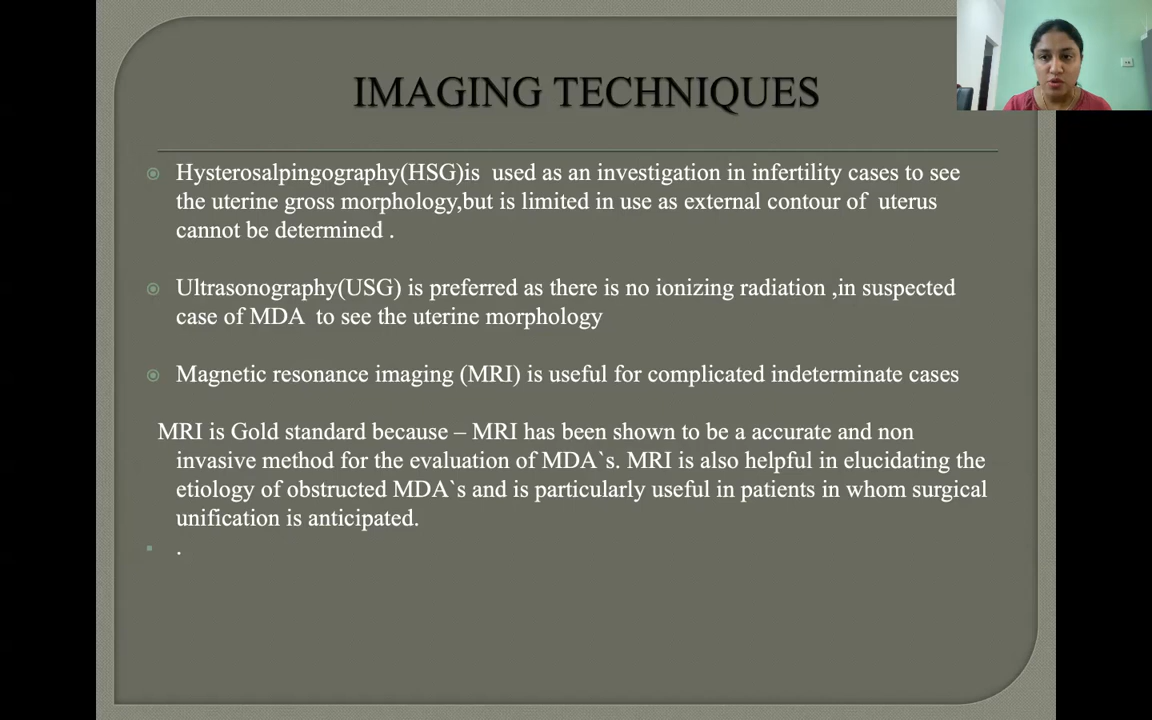 IMAGING TECHNIQUES
Hysterosalpingography(HSG)is  used as an investigation in infertility cases to see
the uterine gross morphology,but is limited in use as external contour of  uterus
cannot be determined .
Ultrasonography(USG) is preferred as there is no ionizing radiation ,in suspected
case of MDA  to see the uterine morphology
Magnetic resonance imaging (MRI) is useful for complicated indeterminate cases
MRI is Gold standard because – MRI has been shown to be a accurate and non
invasive method for the evaluation of MDA`s. MRI is also helpful in elucidating the
etiology of obstructed MDA`s and is particularly useful in patients in whom surgical
unification is anticipated.
.